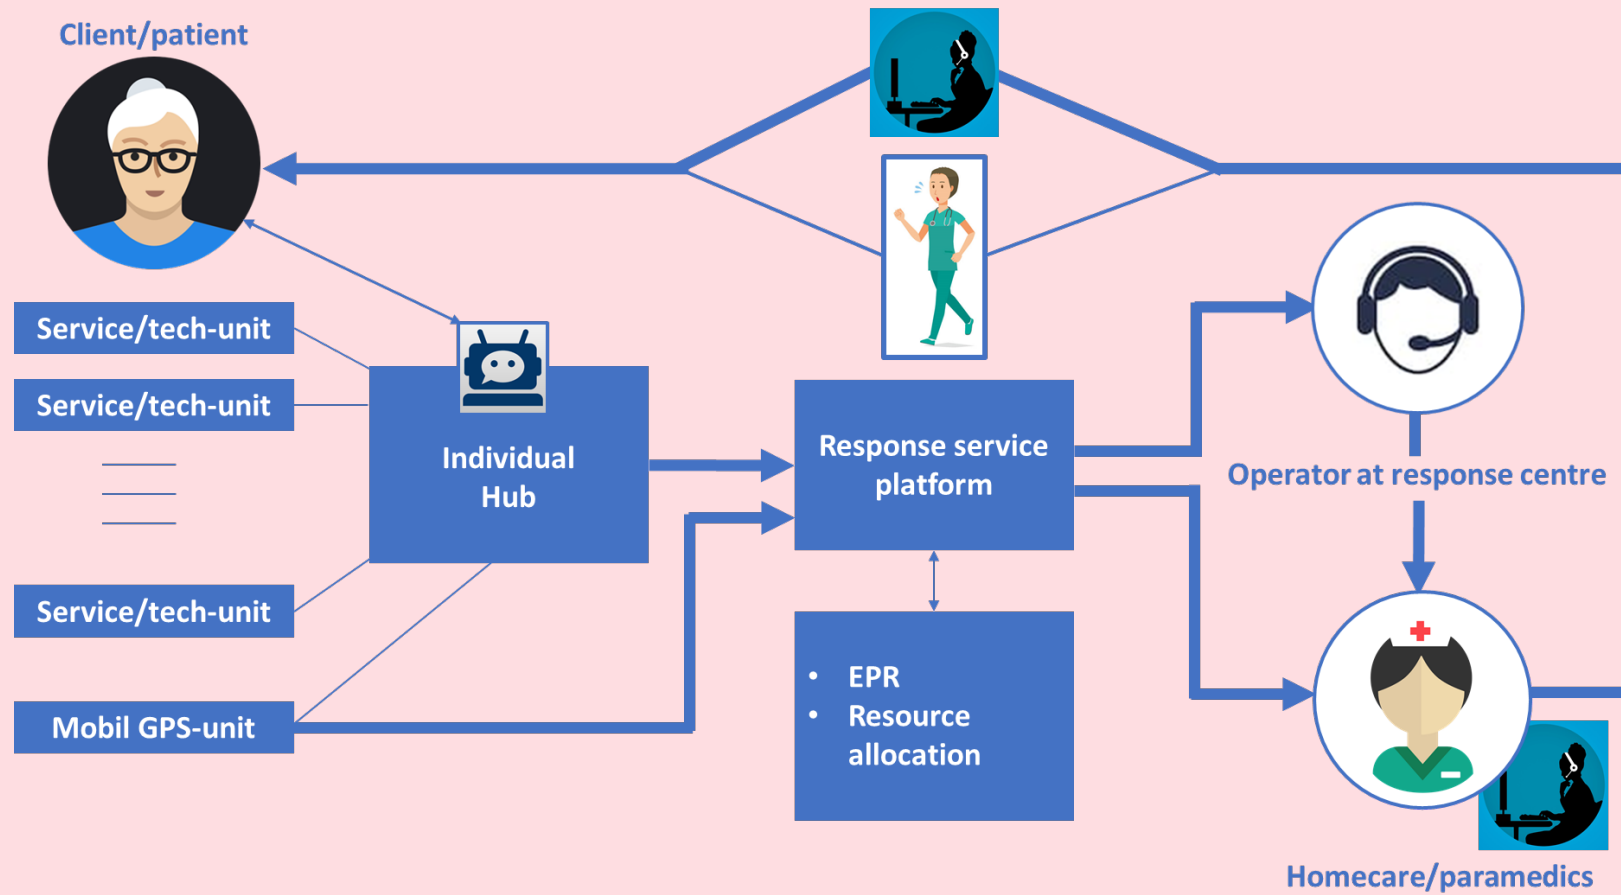 Client/patient
Service/tech-unit
Service/tech-unit
Service/tech-unit
Mobil GPS-unit
Individual
Hub
Response service
platform
• EPR
• Resource
allocation
Operator at response centre
Homecare/paramedics